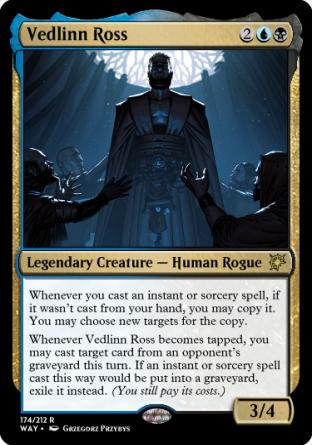 Vedlinn Ross 2
Legendary Creature — Human Rogue
Whenever you cast an instant or sorcery spell, if
it wasn't cast from your hand, you may copy it.
You may choose new targets for the copy.
Whenever Vedlinn Ross becomes tapped, you
may cast target card from an opponent's
graveyard this turn. If an instant or sorcery spell
cast this way would be put into a graveyard,
exile it instead. (You still pay its costs.)
174/212 R
WAY • Grzegorz Przybys
3/4